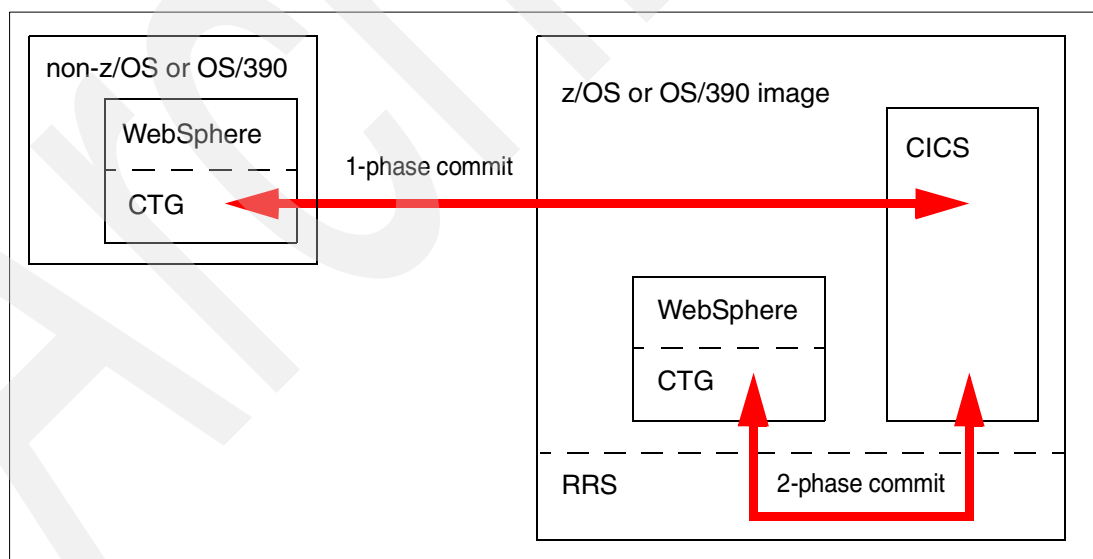 non-z/OS or OS/390
WebSphere
CTG
1-phase commit
z/OS or OS/390 image
CICS
WebSphere
CTG
RRS
2-phase commit